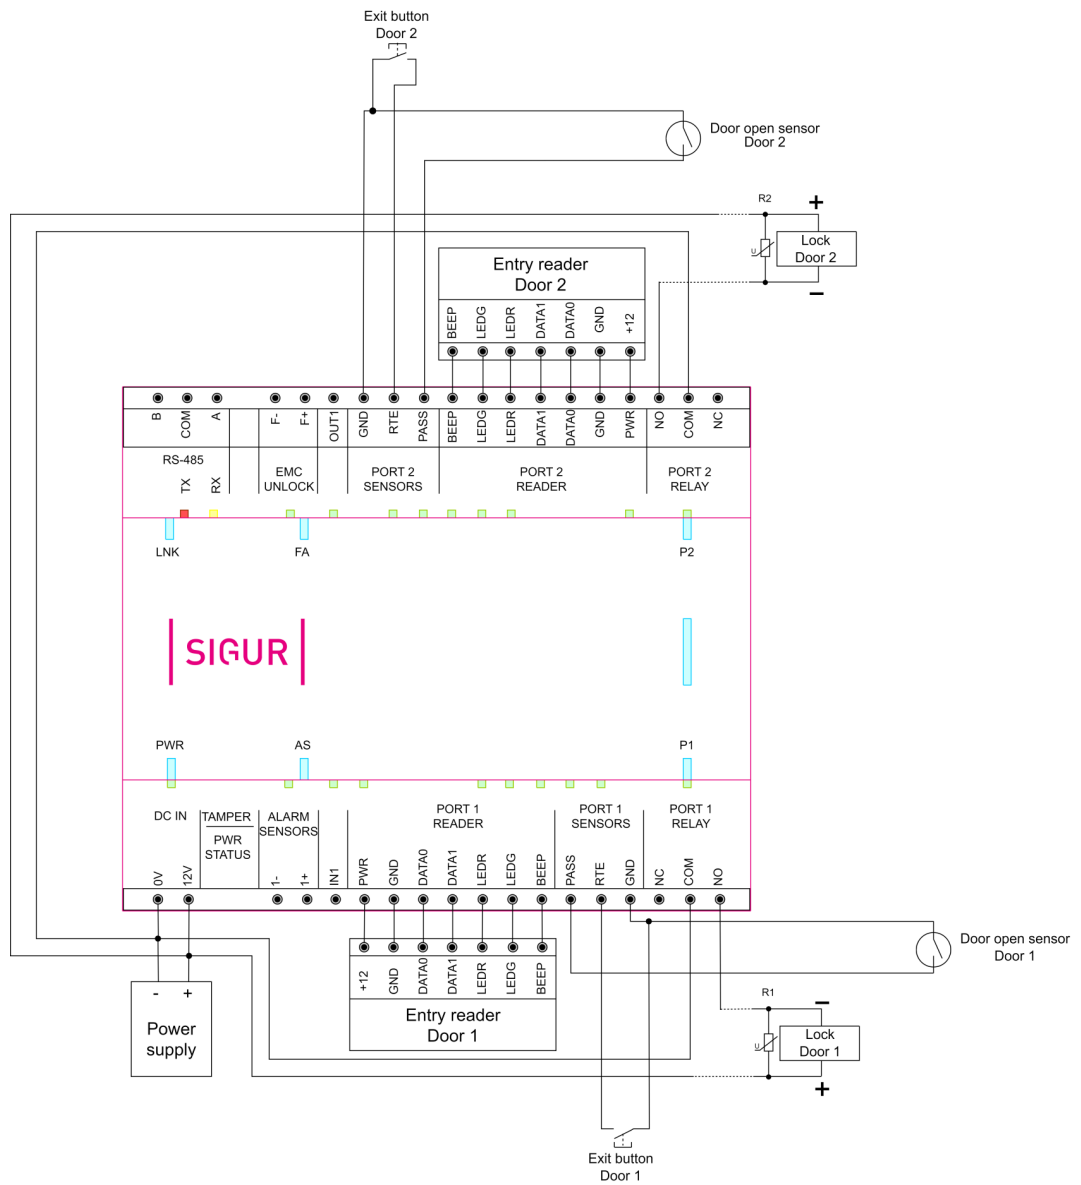 Exit button
Door 2
Door open sensor
Door 2
R2
+
U
Lock
Door 2
−
Entry reader
Door 2
BEEP LEDG LEDR DATA1 DATA0 GND +12
B COM A F- F+ OUT1 GND RTE PASS BEEP LEDG LEDR DATA1 DATA0 GND PWR NO COM NC
RS-485
TX RX
EMC
UNLOCK
PORT 2
SENSORS
PORT 2
READER
PORT 2
RELAY
LNK FA P2
SIGUR
PWR AS P1
DC IN
TAMPER
PWR
STATUS
ALARM
SENSORS
PORT 1
READER
PORT 1
SENSORS
PORT 1
RELAY
0V 12V 1- 1+ IN1 PWR GND DATA0 DATA1 LEDR LEDG BEEP PASS RTE GND NC COM NO
+12 GND DATA0 DATA1 LEDR LEDG BEEP
Entry reader
Door 1
- +
Power
supply
Door open sensor
Door 1
R1
−
U
Lock
Door 1
+
Exit button
Door 1